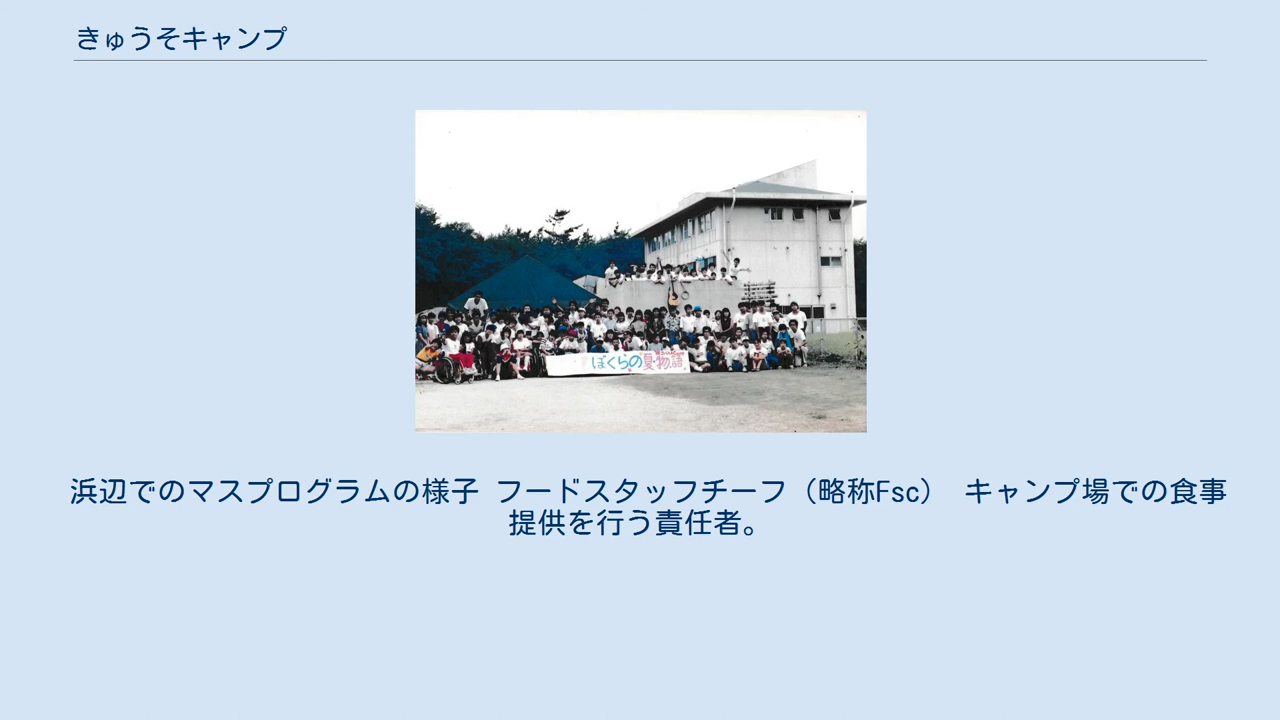 きゅうそキャンプ
ぼくらの夏物語
浜辺でのマスプログラムの様子 フードスタッフチーフ（略称Fsc） キャンプ場での食事
提供を行う責任者。